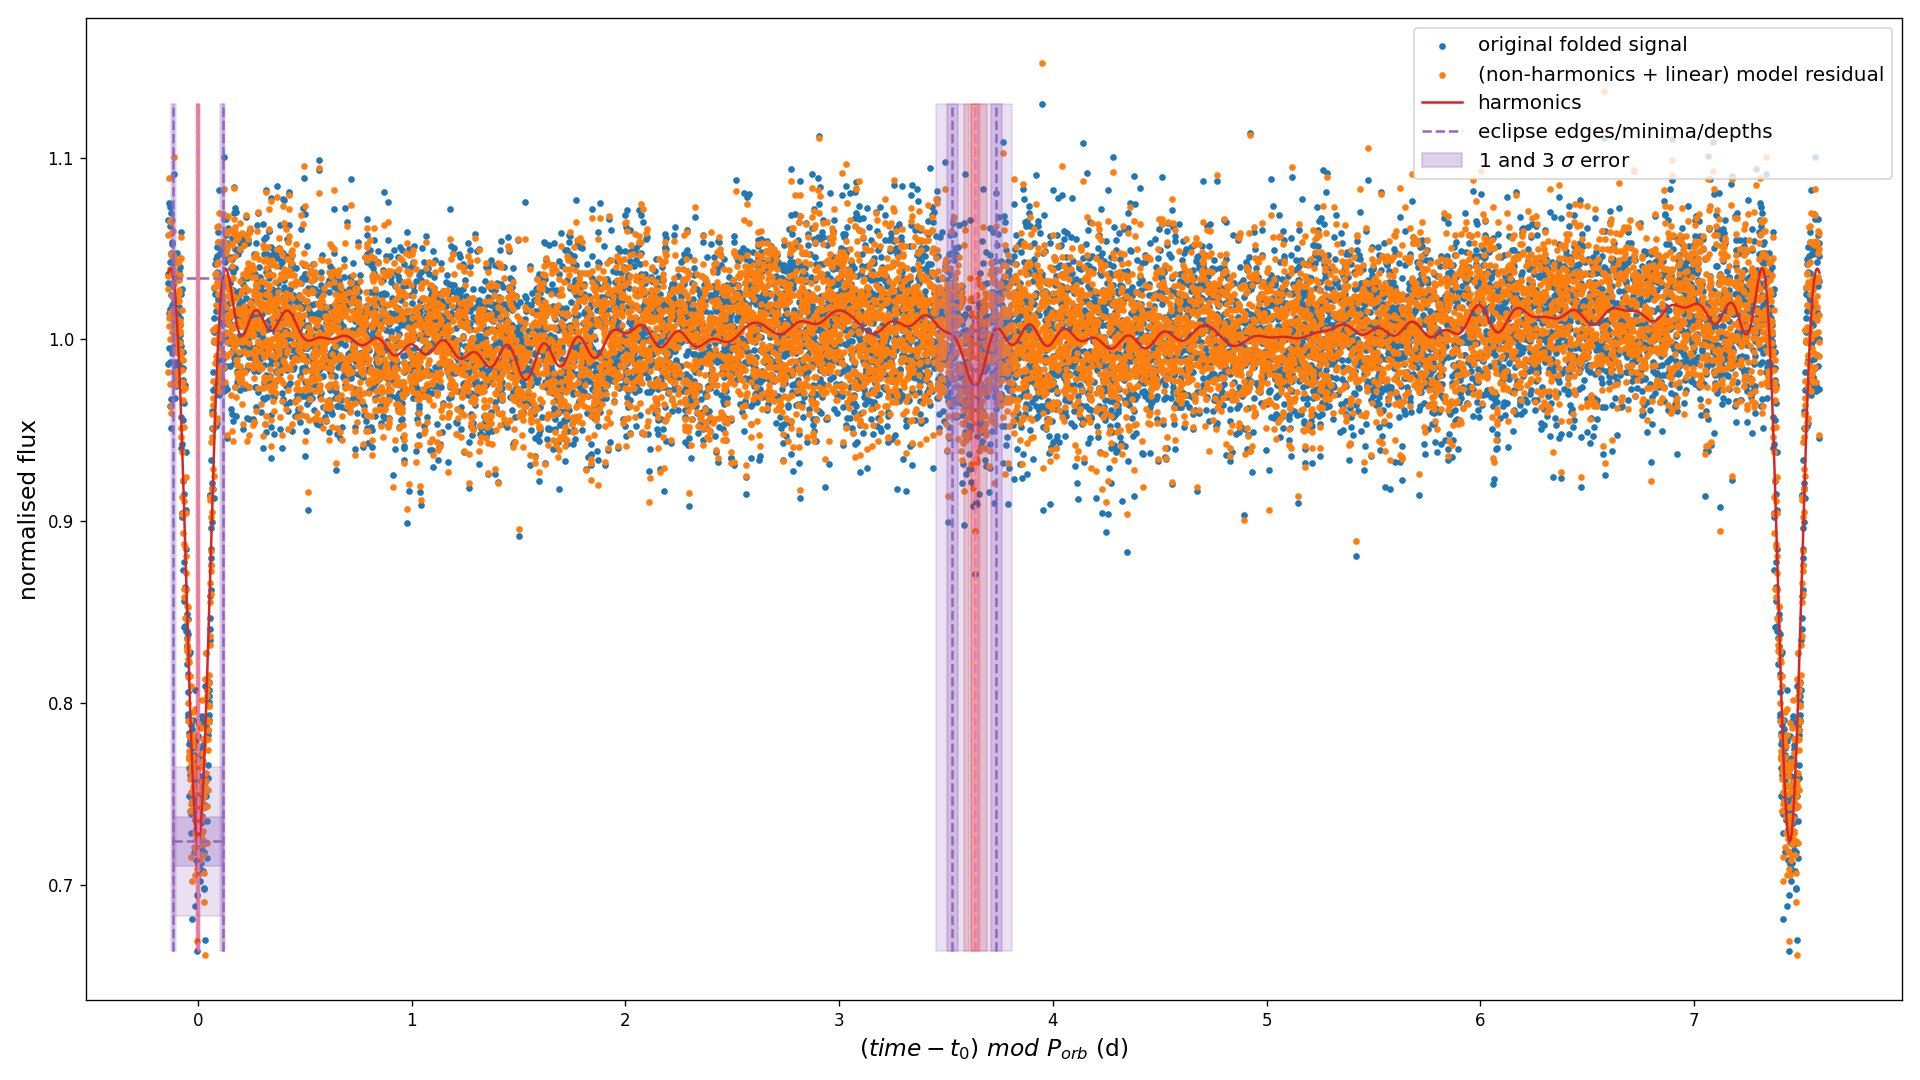 original folded signal
(non-harmonics + linear) model residual
harmonics
eclipse edges/minima/depths
1 and 3 σ error
normalised flux
1.1
1.0
0.9
0.8
0.7
0 1 2 3 4 5 6 7
(time − t₀) mod Pₒᵣb (d)